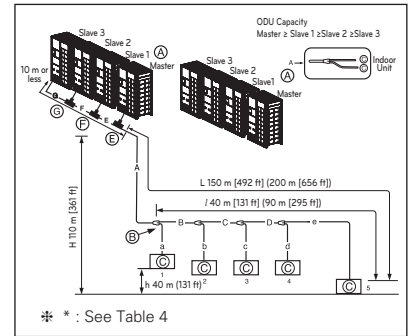 ODU Capacity
Master ≥ Slave 1 ≥Slave 2 ≥Slave 3
Slave 3
Slave 2
Slave 1
Master
A
10 m or
less
G
F
E
G
F
E
Slave 3
Slave 2
Slave1
Master
A
A
C
C
Indoor
Unit
H 110 m [361 ft]
A
L 150 m [492 ft] (200 m [656 ft])
l 40 m [131 ft] (90 m [295 ft])
B
B
C
D
e
a
b
c
d
C
C
C
C
C
1
2
3
4
5
h 40 m (131 ft)
* : See Table 4